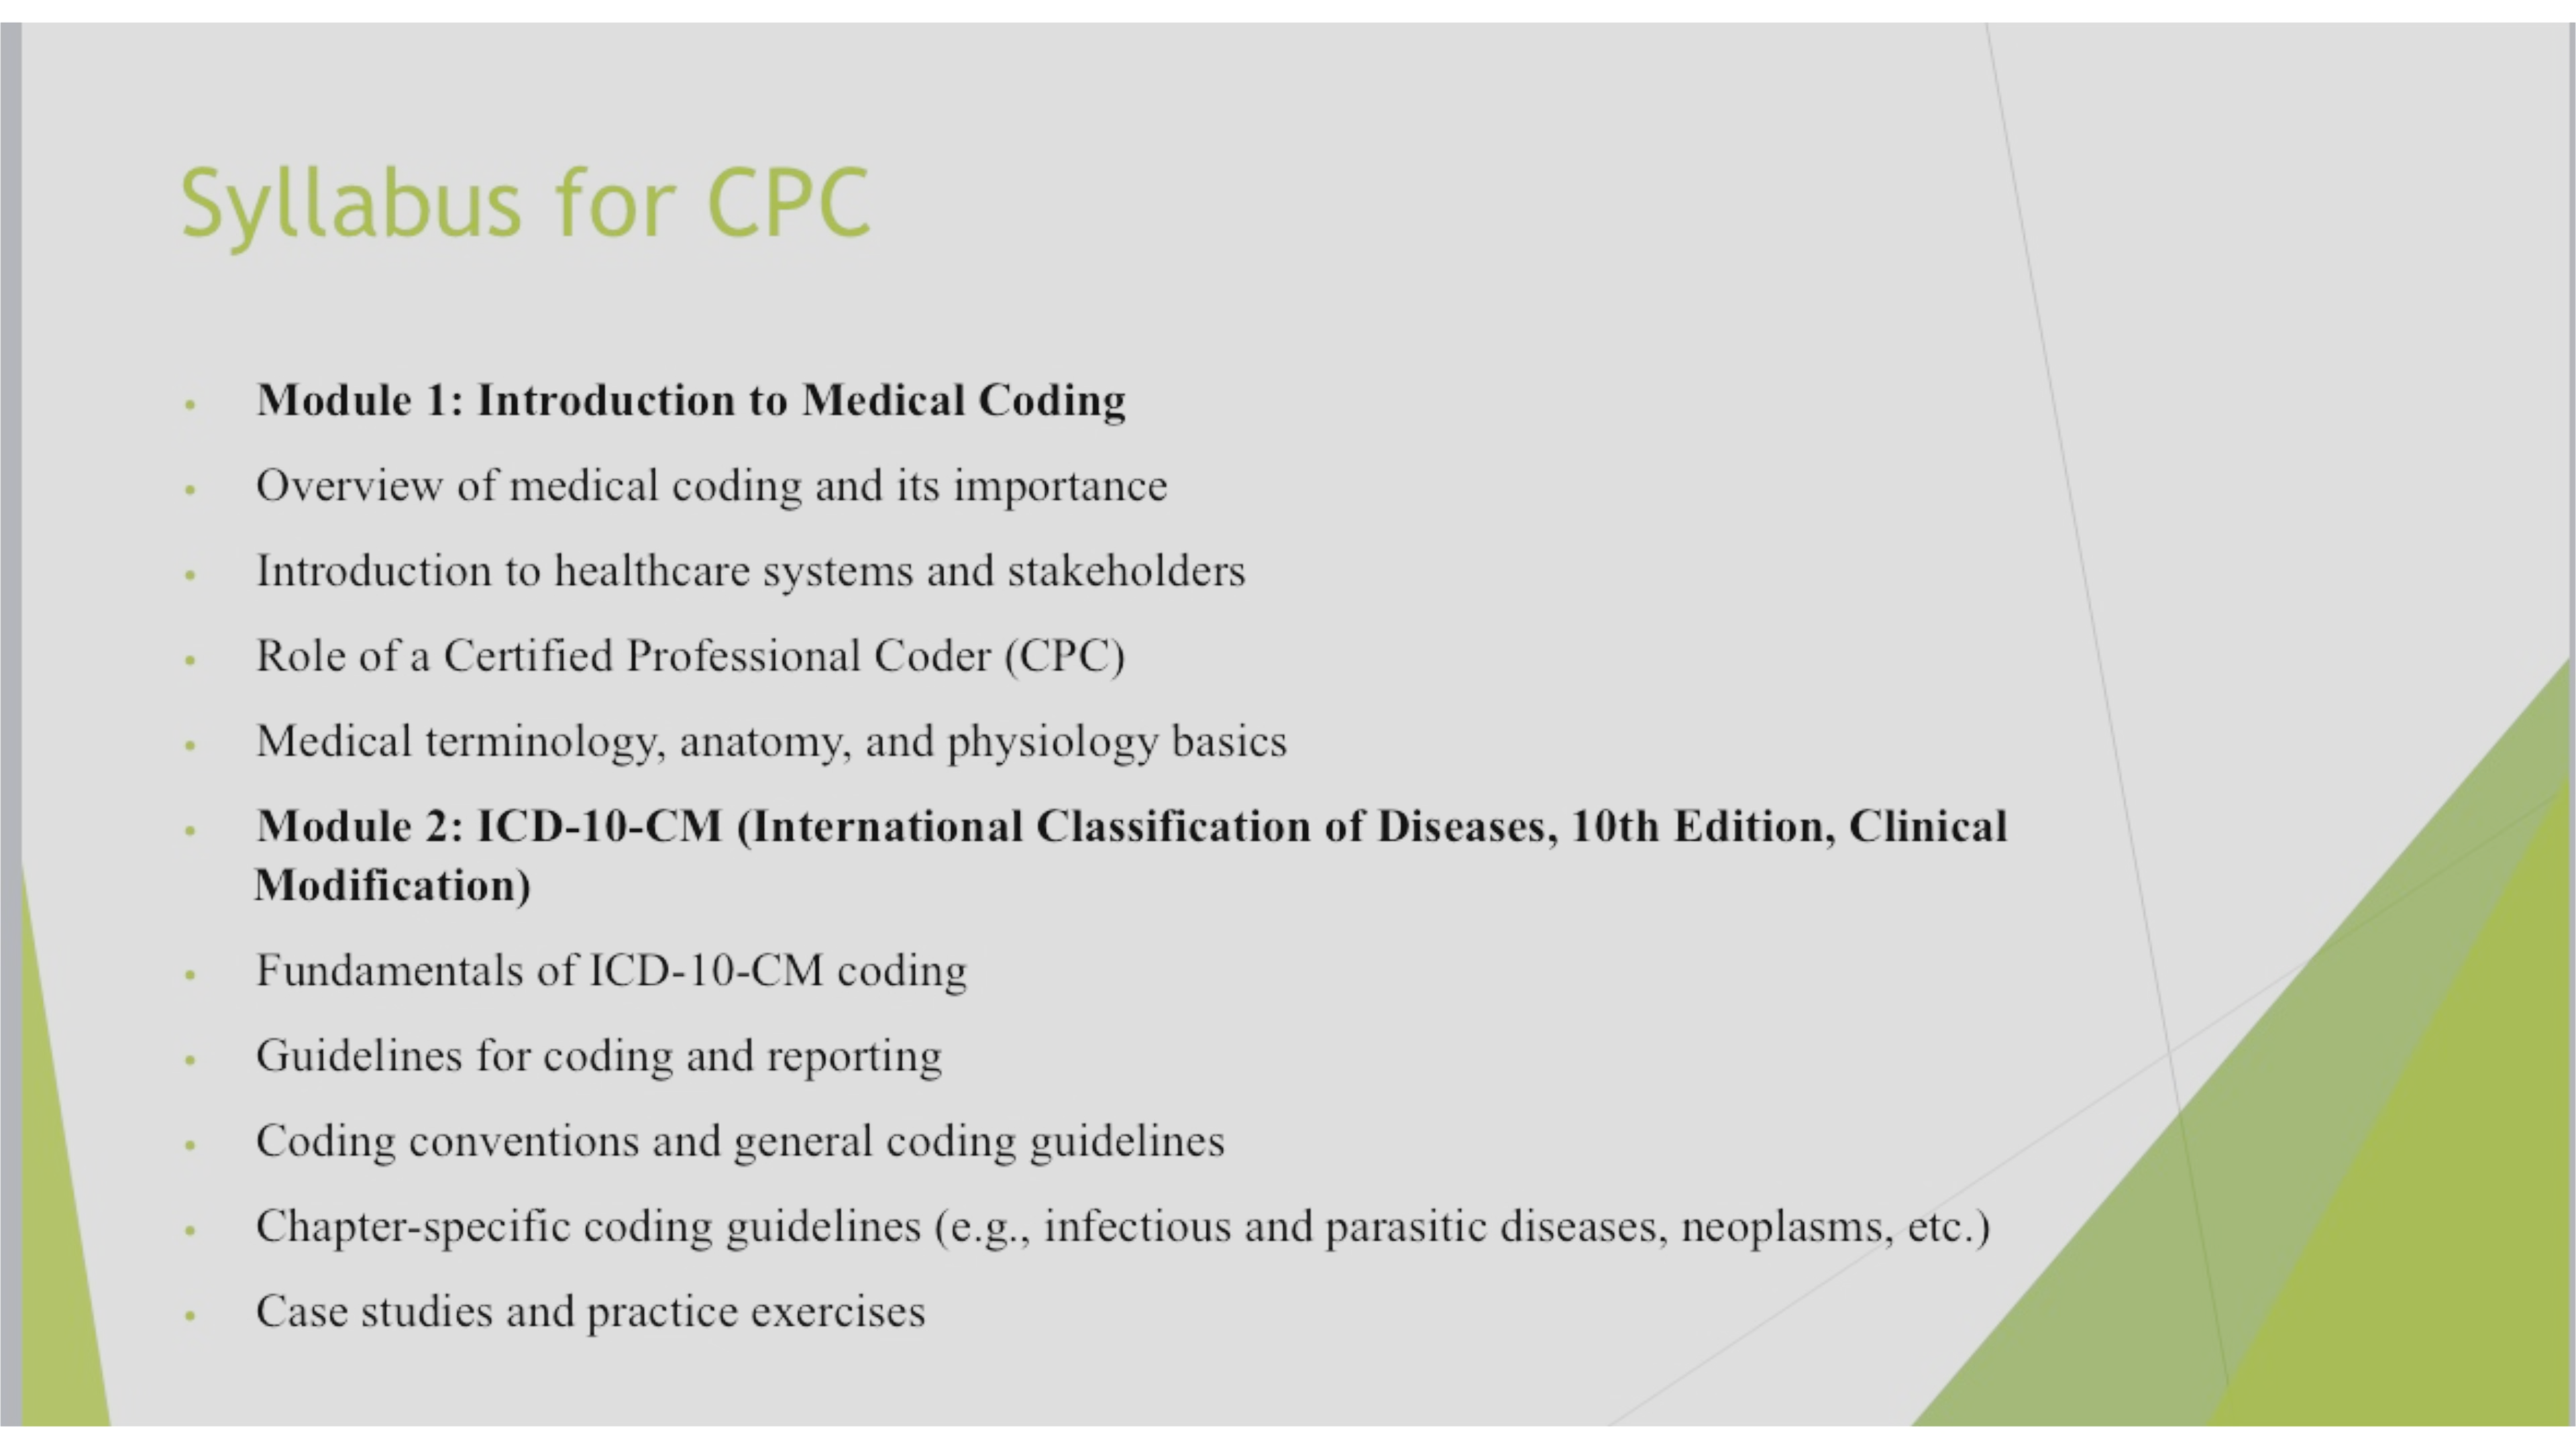 Syllabus for CPC
• Module 1: Introduction to Medical Coding
• Overview of medical coding and its importance
• Introduction to healthcare systems and stakeholders
• Role of a Certified Professional Coder (CPC)
• Medical terminology, anatomy, and physiology basics
• Module 2: ICD-10-CM (International Classification of Diseases, 10th Edition, Clinical
Modification)
• Fundamentals of ICD-10-CM coding
• Guidelines for coding and reporting
• Coding conventions and general coding guidelines
• Chapter-specific coding guidelines (e.g., infectious and parasitic diseases, neoplasms, etc.)
• Case studies and practice exercises